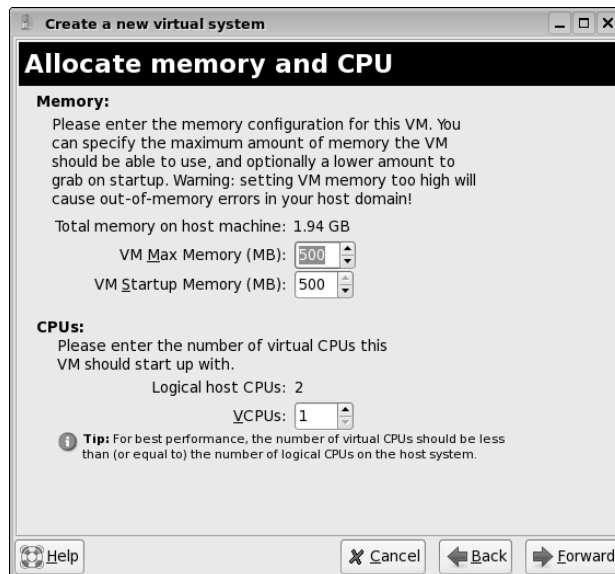 Create a new virtual system
Allocate memory and CPU
Memory:
Please enter the memory configuration for this VM. You
can specify the maximum amount of memory the VM
should be able to use, and optionally a lower amount to
grab on startup. Warning: setting VM memory too high will
cause out-of-memory errors in your host domain!
Total memory on host machine: 1.94 GB
VM Max Memory (MB): 500
VM Startup Memory (MB): 500
CPUs:
Please enter the number of virtual CPUs this
VM should start up with.
Logical host CPUs: 2
VCPUs: 1
Tip: For best performance, the number of virtual CPUs should be less
than (or equal to) the number of logical CPUs on the host system.
Help Cancel Back Forward